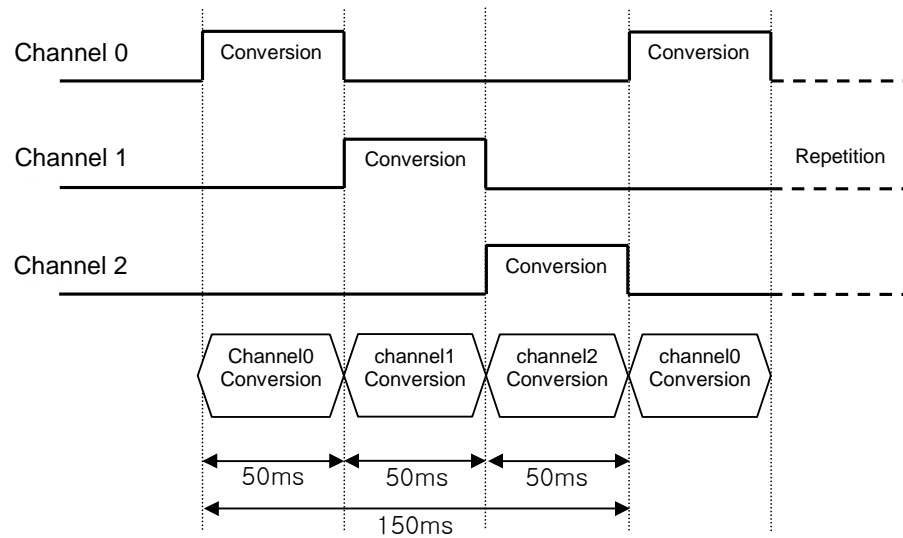 Channel 0
Conversion
Conversion
Channel 1
Conversion
Repetition
Channel 2
Conversion
Channel0
Conversion
channel1
Conversion
channel2
Conversion
channel0
Conversion
50ms
50ms
50ms
150ms